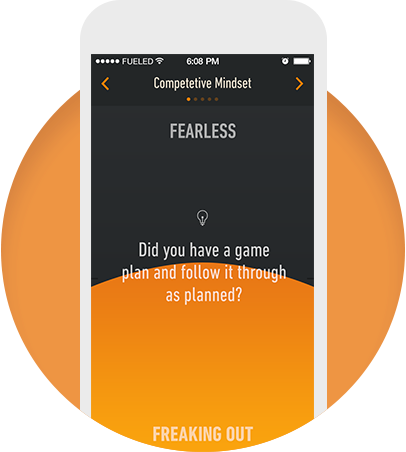 FUELED 6:08 PM
Competetive Mindset
FEARLESS
Did you have a game
plan and follow it through
as planned?
FREAKING OUT